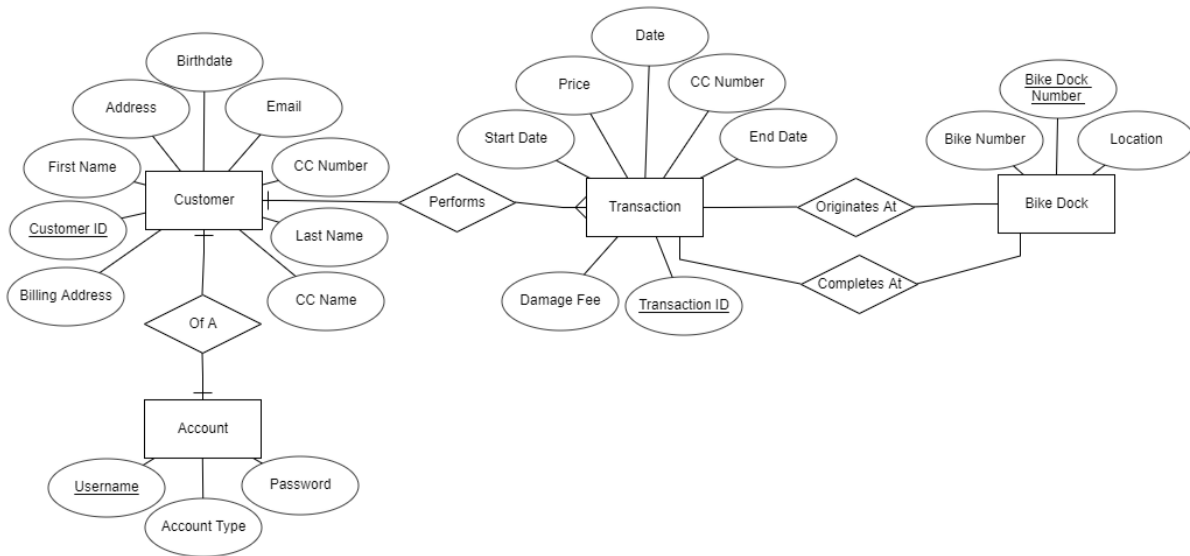 Date
Birthdate
Price
CC Number
Bike Dock
Number
Address
Email
Start Date
End Date
Bike Number
Location
First Name
CC Number
Customer
Performs
Transaction
Originates At
Bike Dock
Customer ID
Last Name
Billing Address
CC Name
Damage Fee
Transaction ID
Completes At
Of A
Account
Username
Password
Account Type